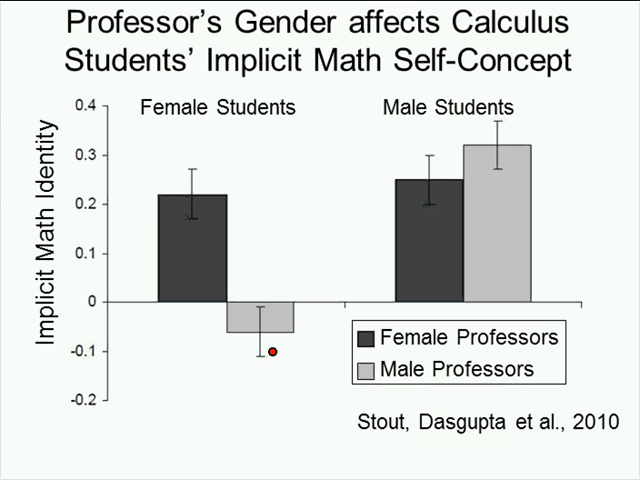 Professor's Gender affects Calculus
Students' Implicit Math Self-Concept
Female Students
Male Students
Implicit Math Identity
0.4
0.3
0.2
0.1
0
-0.1
-0.2
Female Professors
Male Professors
Stout, Dasgupta et al., 2010